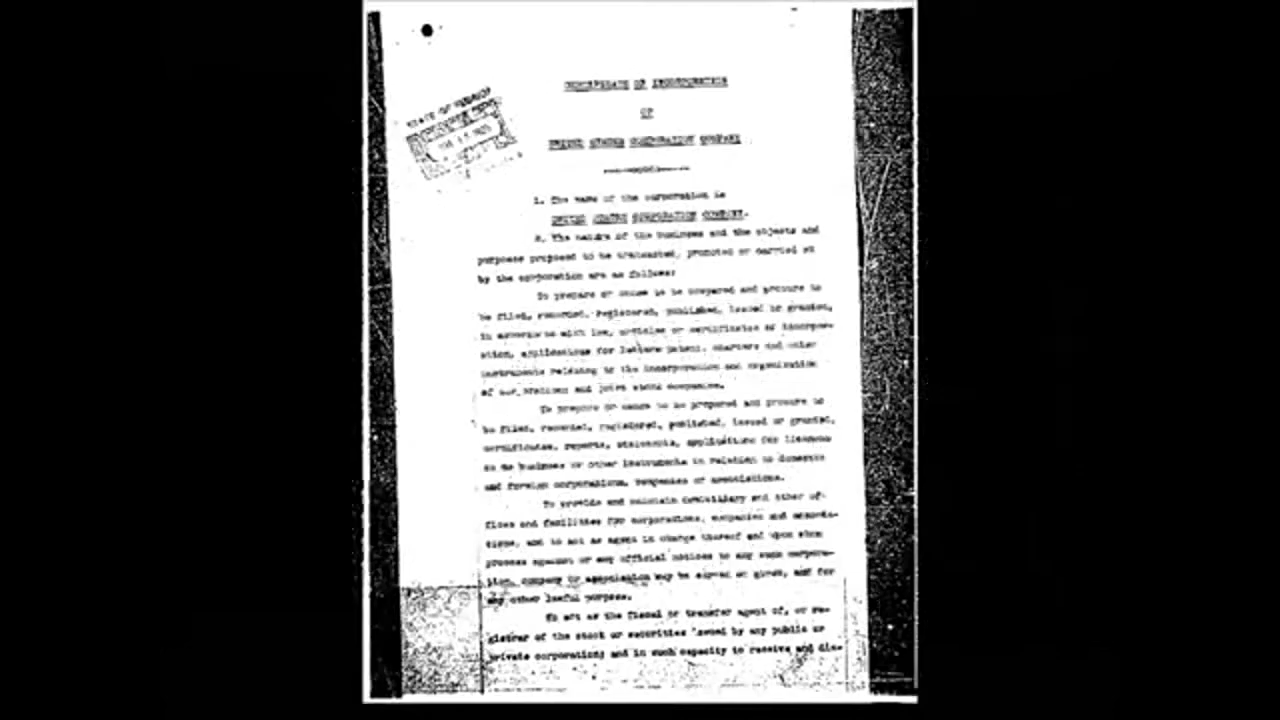 CERTIFICATE OF INCORPORATION
OF
UNITED STATES CORPORATION COMPANY
1. The name of the corporation is
UNITED STATES CORPORATION COMPANY.
2. The nature of the business and the objects and
purposes proposed to be transacted, promoted or carried
by the corporation are as follows:
To prepare or cause to be prepared and procure to
be filed, recorded, registered, published, issued or granted,
in accordance with law, articles or certificates of incorpor-
ation, applications for letters patent, charters and other
instruments relating to the incorporation and organization
of corporations and joint stock companies.
To prepare or cause to be prepared and procure to
be filed, recorded, registered, published, issued or granted,
certificates, reports, statements, applications for licenses
to do business or other instruments in relation to domestic
and foreign corporations, companies or associations.
To provide and maintain domiciliary and other of-
fices and facilities for corporations, companies and associa-
tions, and to act as agent in charge thereof and upon whom
process against or any official notices to any such corpora-
tion, company or association may be served or given, and for
any other lawful purpose.
To act as the fiscal or transfer agent of, or re-
gistrar of the stock or securities issued by any public or
private corporation; and in such capacity to receive and dis-